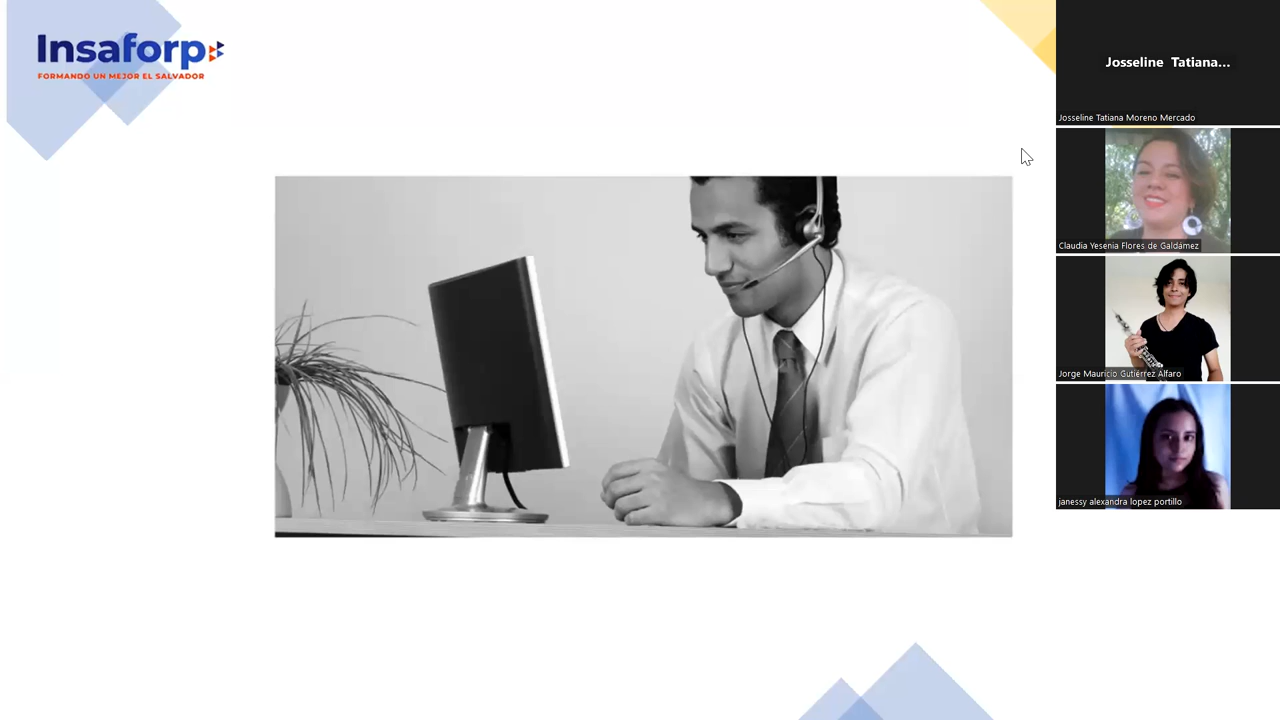 Insaforp
FORMANDO UN MEJOR EL SALVADOR
Josseline Tatiana...
Josseline Tatiana Moreno Mercado
Claudia Yesenia Flores de Galdámez
Jorge Mauricio Gutiérrez Alfaro
janessy alexandra lopez portillo